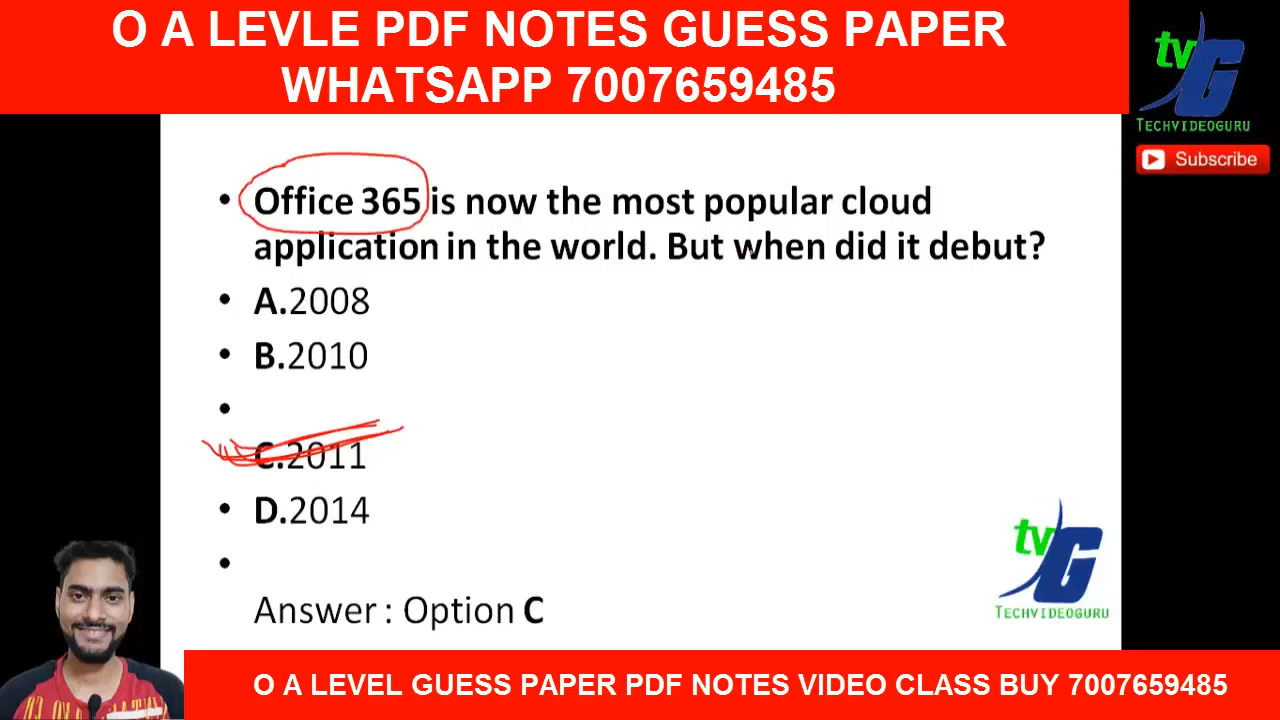 O A LEVLE PDF NOTES GUESS PAPER
WHATSAPP 7007659485
tvG
TECHVIDEOGURU
Subscribe
• Office 365 is now the most popular cloud
application in the world. But when did it debut?
• A.2008
• B.2010
•
C.2011
• D.2014
•
Answer : Option C
tvG
TECHVIDEOGURU
O A LEVEL GUESS PAPER PDF NOTES VIDEO CLASS BUY 7007659485